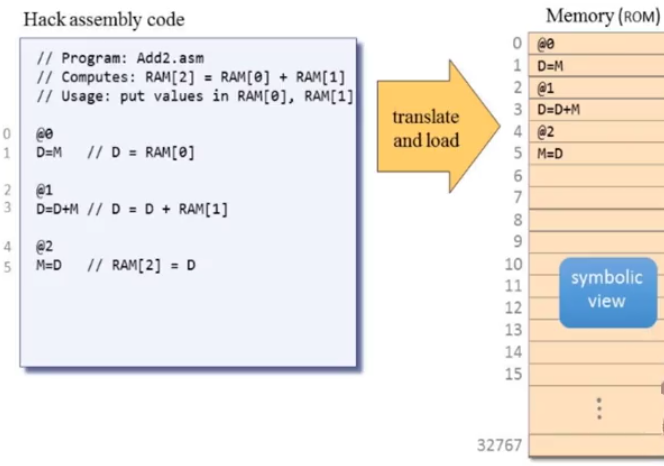 Hack assembly code
// Program: Add2.asm
// Computes: RAM[2] = RAM[0] + RAM[1]
// Usage: put values in RAM[0], RAM[1]
0 @0
1 D=M // D = RAM[0]
2 @1
3 D=D+M // D = D + RAM[1]
4 @2
5 M=D // RAM[2] = D
translate
and load
Memory (ROM)
0 @0
1 D=M
2 @1
3 D=D+M
4 @2
5 M=D
6
7
8
9
10
11
12
13
14
15
32767
symbolic
view